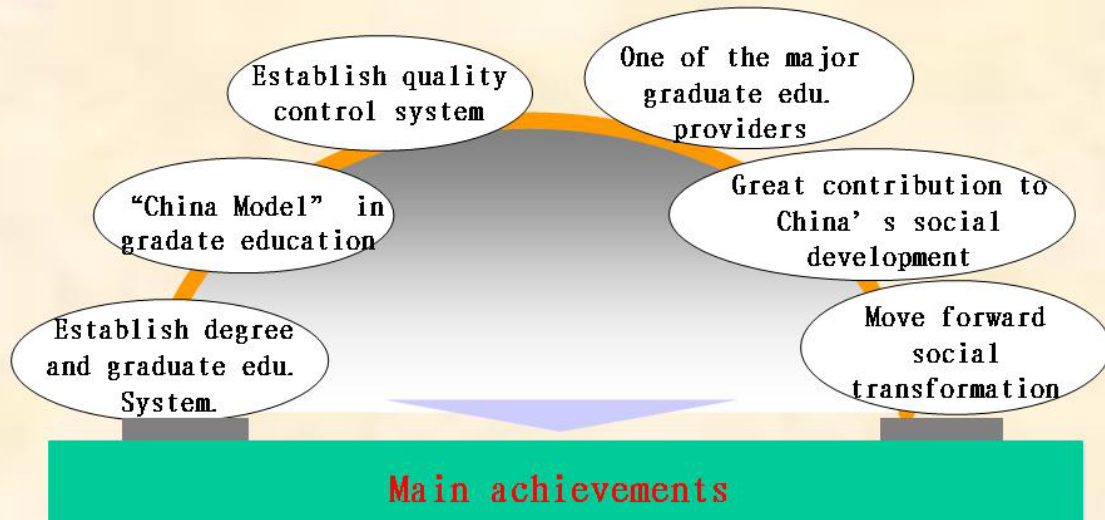 Establish quality
control system
One of the major
graduate edu.
providers
“China Model” in
gradate education
Great contribution to
China’s social
development
Establish degree
and graduate edu.
System.
Move forward
social
transformation
Main achievements